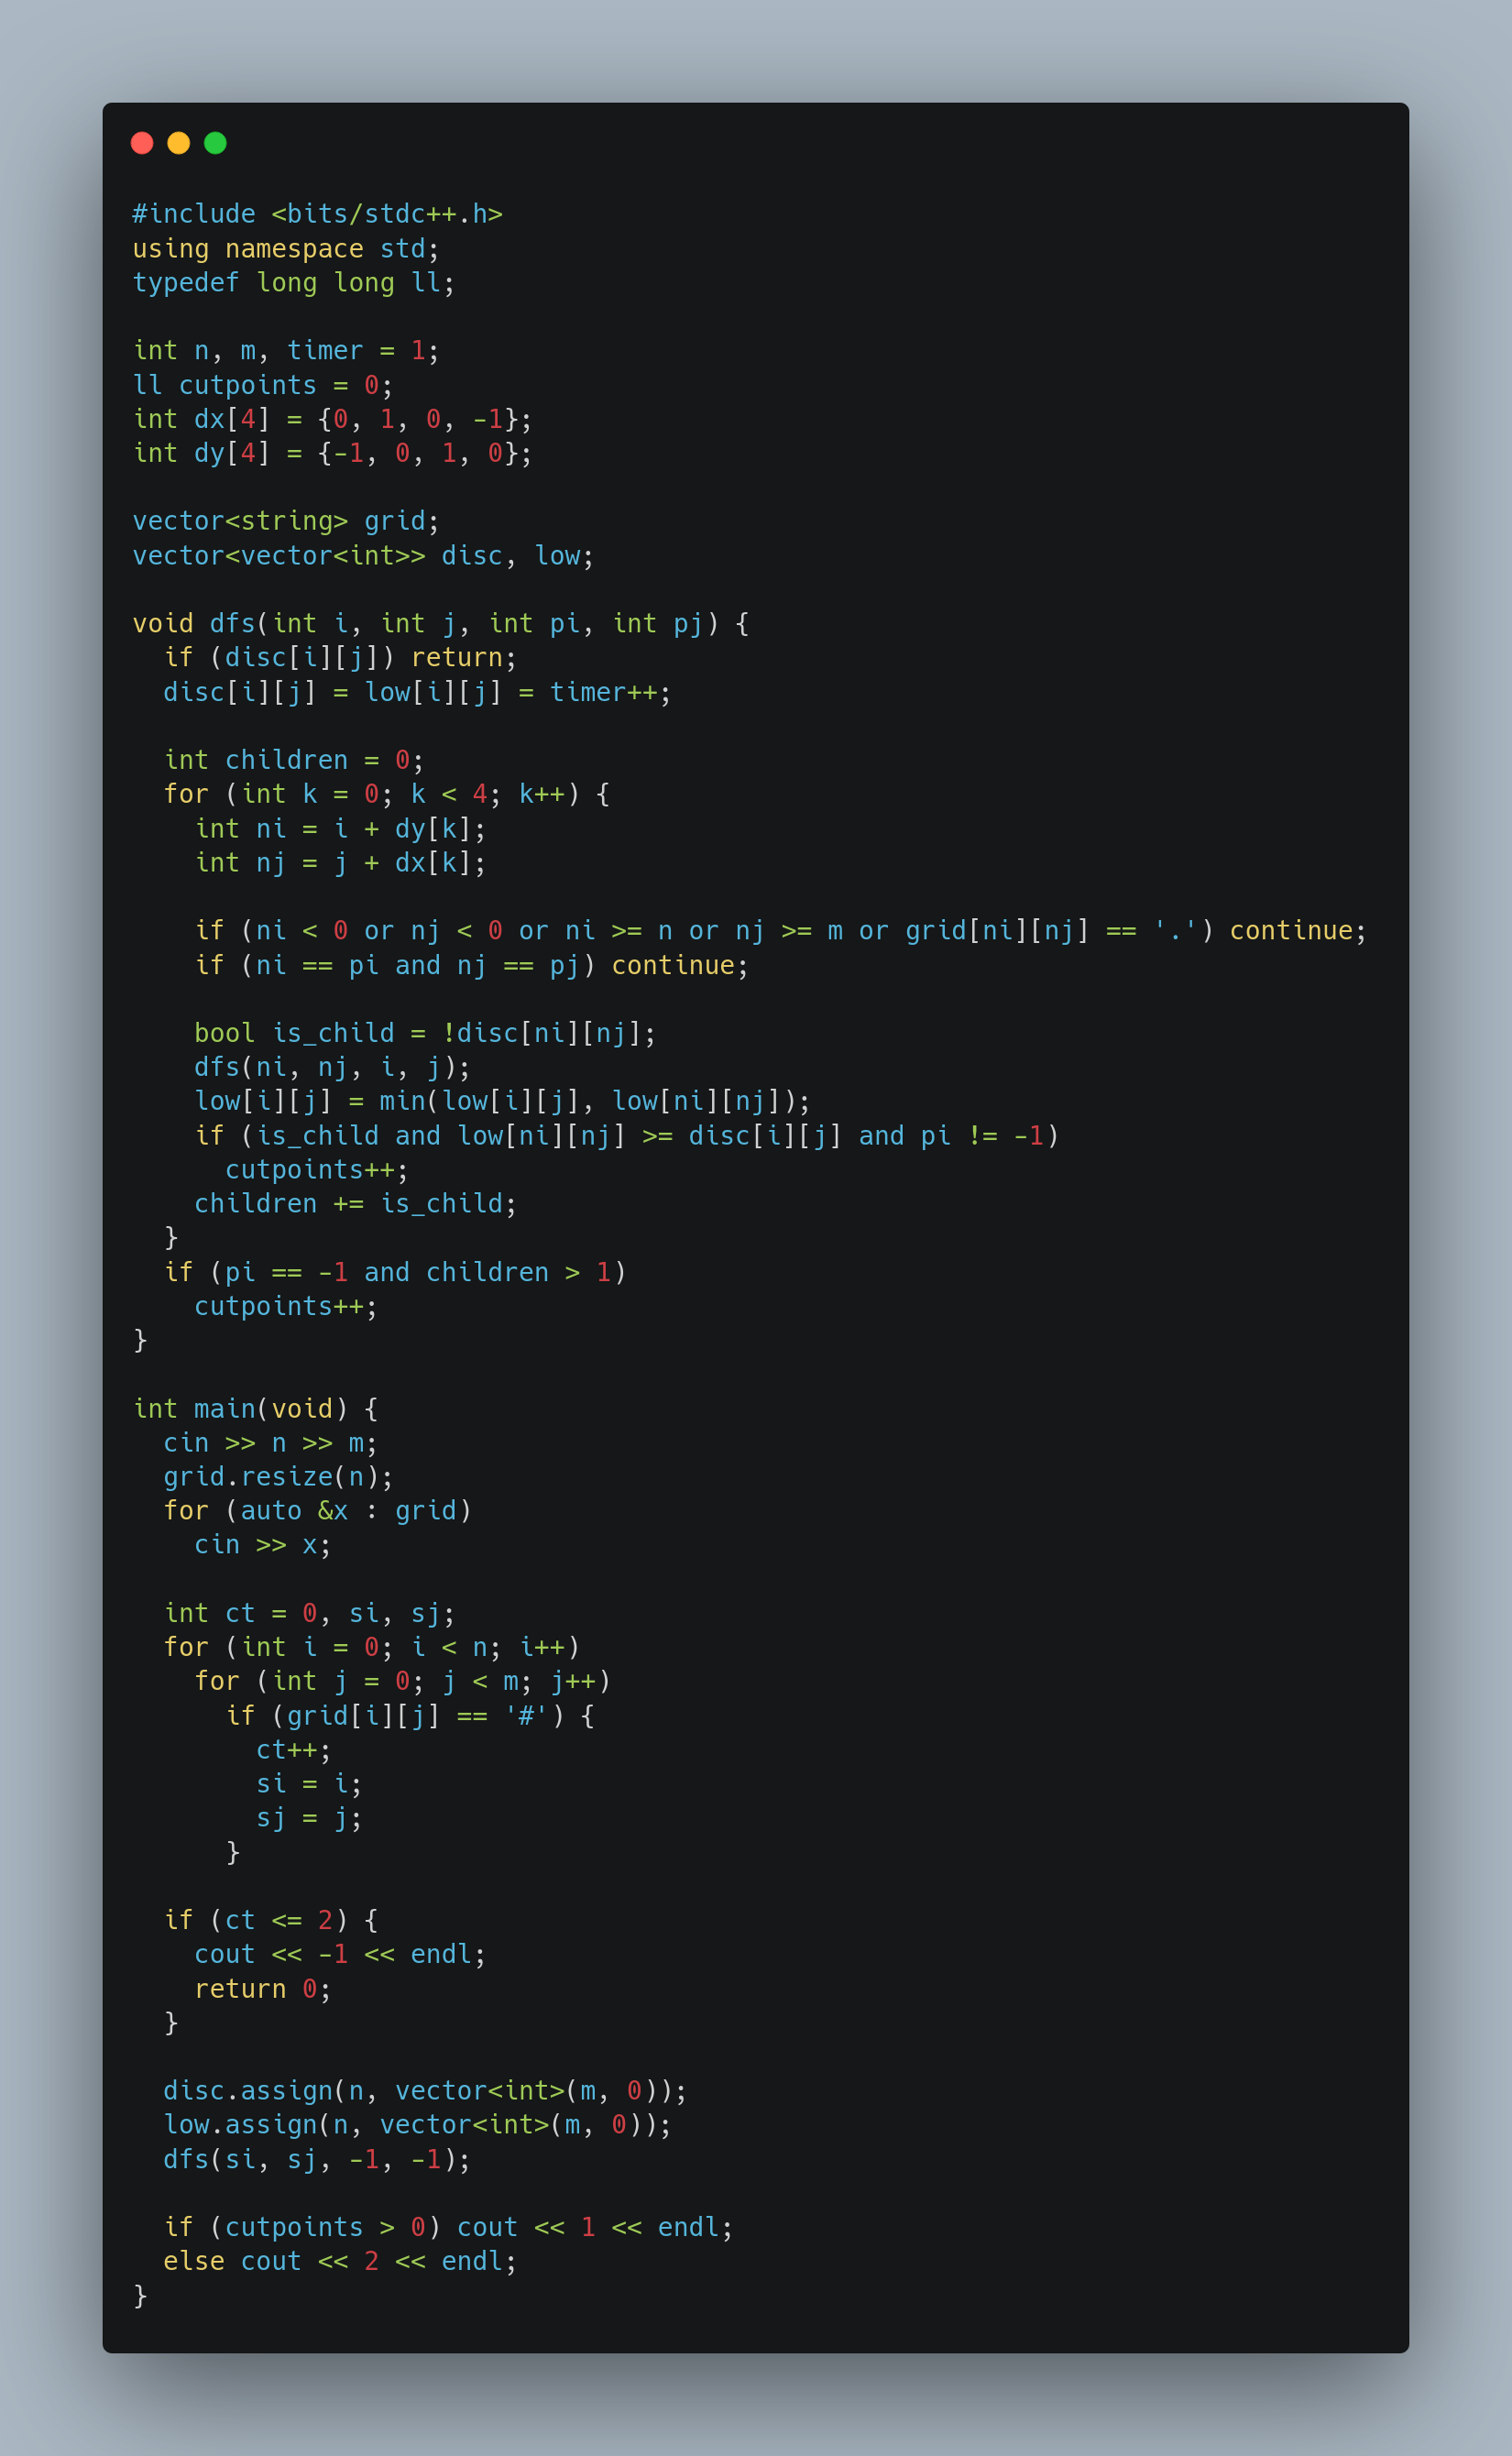 #include <bits/stdc++.h>
using namespace std;
typedef long long ll;

int n, m, timer = 1;
ll cutpoints = 0;
int dx[4] = {0, 1, 0, -1};
int dy[4] = {-1, 0, 1, 0};

vector<string> grid;
vector<vector<int>> disc, low;

void dfs(int i, int j, int pi, int pj) {
  if (disc[i][j]) return;
  disc[i][j] = low[i][j] = timer++;

  int children = 0;
  for (int k = 0; k < 4; k++) {
    int ni = i + dy[k];
    int nj = j + dx[k];

    if (ni < 0 or nj < 0 or ni >= n or nj >= m or grid[ni][nj] == '.') continue;
    if (ni == pi and nj == pj) continue;

    bool is_child = !disc[ni][nj];
    dfs(ni, nj, i, j);
    low[i][j] = min(low[i][j], low[ni][nj]);
    if (is_child and low[ni][nj] >= disc[i][j] and pi != -1)
      cutpoints++;
    children += is_child;
  }
  if (pi == -1 and children > 1)
    cutpoints++;
}

int main(void) {
  cin >> n >> m;
  grid.resize(n);
  for (auto &x : grid)
    cin >> x;

  int ct = 0, si, sj;
  for (int i = 0; i < n; i++)
    for (int j = 0; j < m; j++)
      if (grid[i][j] == '#') {
        ct++;
        si = i;
        sj = j;
      }

  if (ct <= 2) {
    cout << -1 << endl;
    return 0;
  }

  disc.assign(n, vector<int>(m, 0));
  low.assign(n, vector<int>(m, 0));
  dfs(si, sj, -1, -1);

  if (cutpoints > 0) cout << 1 << endl;
  else cout << 2 << endl;
}